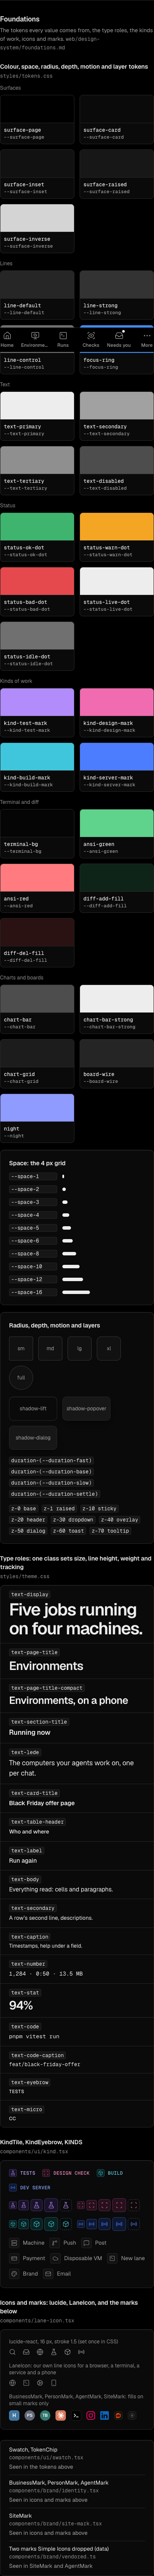 Foundations
The tokens every value comes from, the type roles, the kinds
of work, icons and marks. web/design-
system/foundations.md
Colour, space, radius, depth, motion and layer tokens
styles/tokens.css
Surfaces
surface-page
--surface-page
surface-card
--surface-card
surface-inset
--surface-inset
surface-raised
--surface-raised
surface-inverse
--surface-inverse
Lines
line-default
--line-default
line-strong
--line-strong
Home
Environme...
Runs
Checks
Needs you
More
line-control
--line-control
focus-ring
--focus-ring
Text
text-primary
--text-primary
text-secondary
--text-secondary
text-tertiary
--text-tertiary
text-disabled
--text-disabled
Status
status-ok-dot
--status-ok-dot
status-warn-dot
--status-warn-dot
status-bad-dot
--status-bad-dot
status-live-dot
--status-live-dot
status-idle-dot
--status-idle-dot
Kinds of work
kind-test-mark
--kind-test-mark
kind-design-mark
--kind-design-mark
kind-build-mark
--kind-build-mark
kind-server-mark
--kind-server-mark
Terminal and diff
terminal-bg
--terminal-bg
ansi-green
--ansi-green
ansi-red
--ansi-red
diff-add-fill
--diff-add-fill
diff-del-fill
--diff-del-fill
Charts and boards
chart-bar
--chart-bar
chart-bar-strong
--chart-bar-strong
chart-grid
--chart-grid
board-wire
--board-wire
night
--night
Space: the 4 px grid
--space-1
--space-2
--space-3
--space-4
--space-5
--space-6
--space-8
--space-10
--space-12
--space-16
Radius, depth, motion and layers
sm
md
lg
xl
full
shadow-lift
shadow-popover
shadow-dialog
duration-(--duration-fast)
duration-(--duration-base)
duration-(--duration-slow)
duration-(--duration-settle)
z-0 base z-1 raised z-10 sticky
z-20 header z-30 dropdown z-40 overlay
z-50 dialog z-60 toast z-70 tooltip
Type roles: one class sets size, line height, weight and
tracking
styles/theme.css
text-display
Five jobs running
on four machines.
text-page-title
Environments
text-page-title-compact
Environments, on a phone
text-section-title
Running now
text-lede
The computers your agents work on, one
per chat.
text-card-title
Black Friday offer page
text-table-header
Who and where
text-label
Run again
text-body
Everything read: cells and paragraphs.
text-secondary
A row's second line, descriptions.
text-caption
Timestamps, help under a field.
text-number
1,284 · 0:50 · 13.5 MB
text-stat
94%
text-code
pnpm vitest run
text-code-caption
feat/black-friday-offer
text-eyebrow
TESTS
text-micro
CC
KindTile, KindEyebrow, KINDS
components/ui/kind.tsx
TESTS
DESIGN CHECK
BUILD
DEV SERVER
Machine
Push
Post
Payment
Disposable VM
New lane
Brand
Email
Icons and marks: lucide, LaneIcon, and the marks
below
components/lane-icon.tsx
lucide-react, 16 px, stroke 1.5 (last once in CSS)
LaneIcon: our own line icons for a browser, a terminal, a
service and a phone
BusinessMark, PersonMark, AgentMark, SiteMark: fills on
small marks only
Swatch, TokenChip
components/ui/swatch.tsx
Seen in the tokens above
BusinessMark, PersonMark, AgentMark
components/brand/identity.tsx
Seen in icons and marks above
SiteMark
components/brand/site-mark.tsx
Seen in icons and marks above
Two marks Simple Icons dropped (data)
components/brand/vendored.ts
Seen in SiteMark and AgentMark